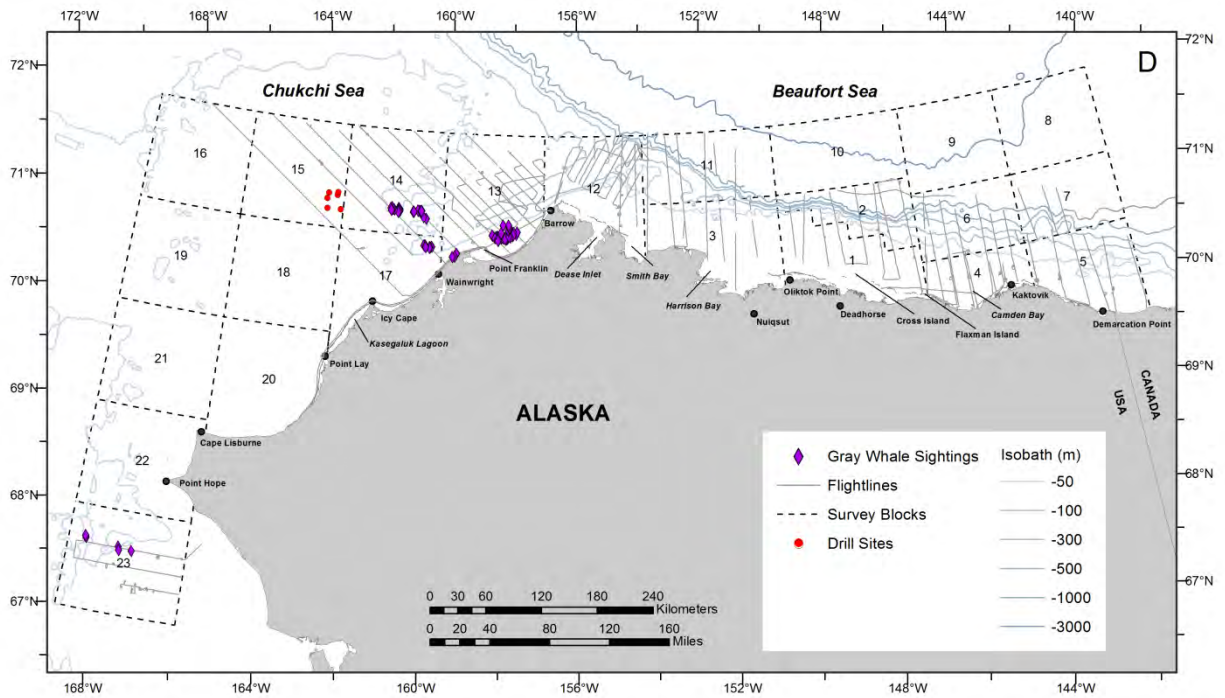 172°W 168°W 164°W 160°W 156°W 152°W 148°W 144°W 140°W
D
72°N 72°N
Chukchi Sea Beaufort Sea
8
9
16 10
71°N 15 11 71°N
14 13 12 7
2 6
Barrow
19 18 3 1 4 5
70°N 17 Point Franklin 70°N
Wainwright Dease Inlet Smith Bay
Harrison Bay Oliktok Point Kaktovik
Icy Cape Nuiqsut Deadhorse Cross Island Camden Bay Demarcation Point
Flaxman Island
Kasegaluk Lagoon
21 Point Lay
20
69°N 69°N
CANADA
USA
ALASKA
Cape Lisburne
22
Point Hope
68°N 68°N
23
67°N 67°N
Gray Whale Sightings
Flightlines
Survey Blocks
Drill Sites
Isobath (m)
-50
-100
-300
-500
-1000
-3000
0 30 60 120 180 240
Kilometers
0 20 40 80 120 160
Miles
168°W 164°W 160°W 156°W 152°W 148°W 144°W 140°W